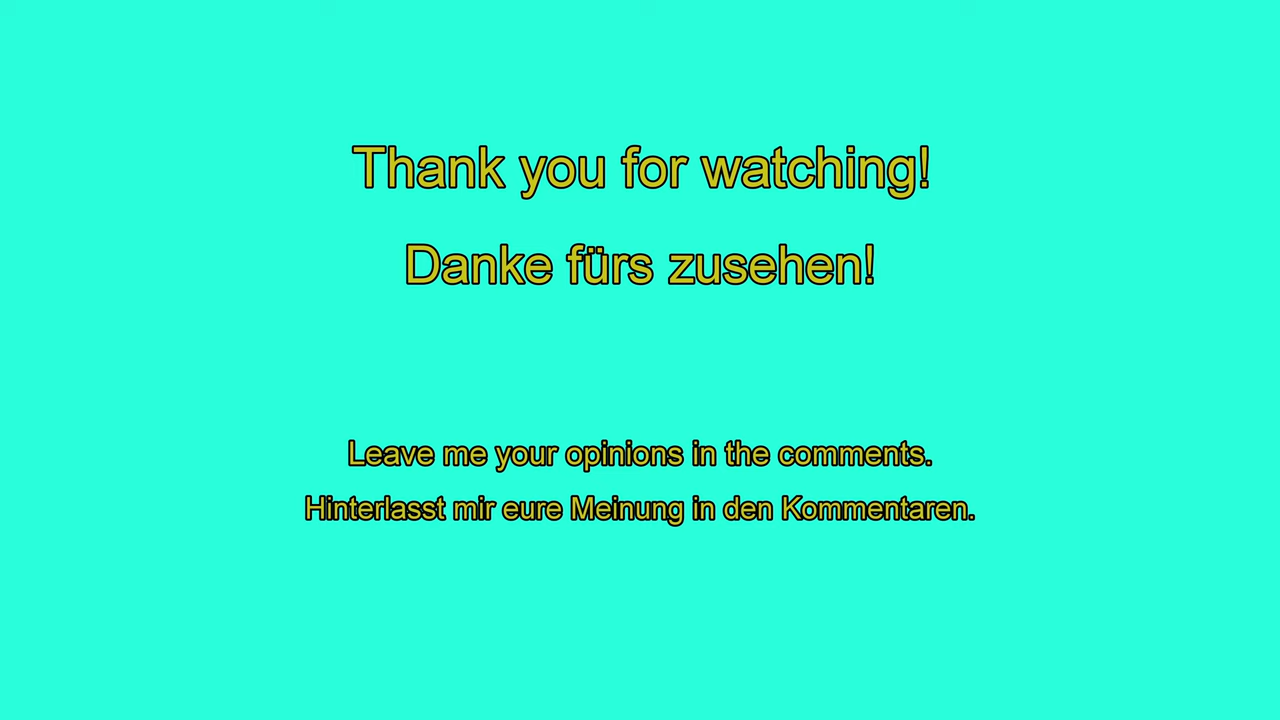 Thank you for watching!
Danke fürs zusehen!
Leave me your opinions in the comments.
Hinterlasst mir eure Meinung in den Kommentaren.